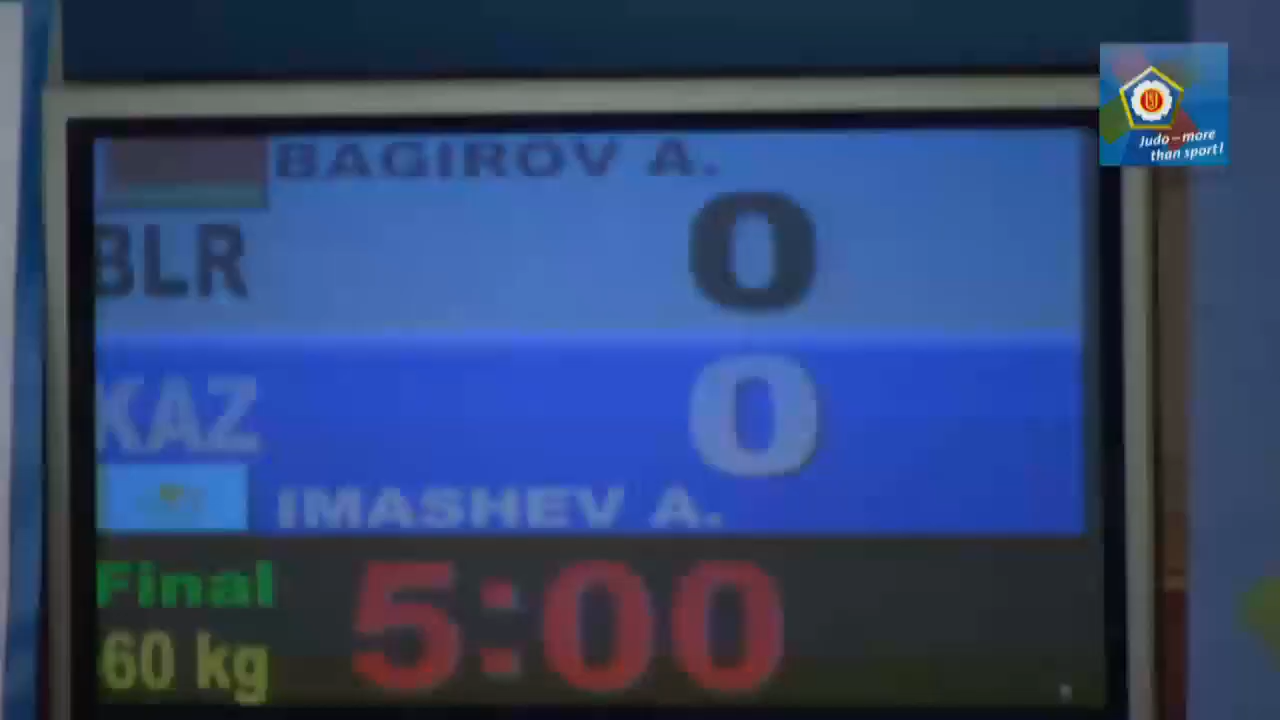 BAGIROV A.
BLR
0
KAZ
0
IMASHEV A.
Final
5:00
60 kg
Judo – more
than sport!